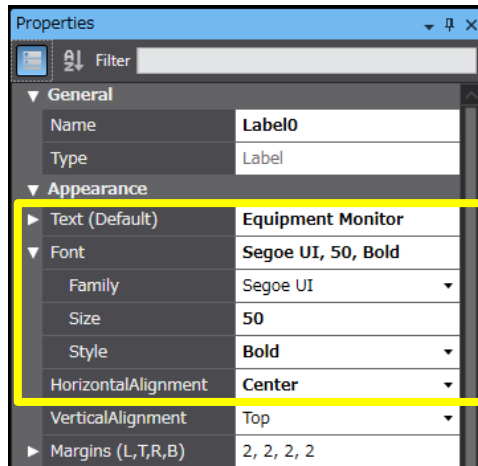 Properties
Filter
General
Name Label0
Type Label
Appearance
Text (Default) Equipment Monitor
Font Segoe UI, 50, Bold
Family Segoe UI
Size 50
Style Bold
HorizontalAlignment Center
VerticalAlignment Top
Margins (L,T,R,B) 2, 2, 2, 2